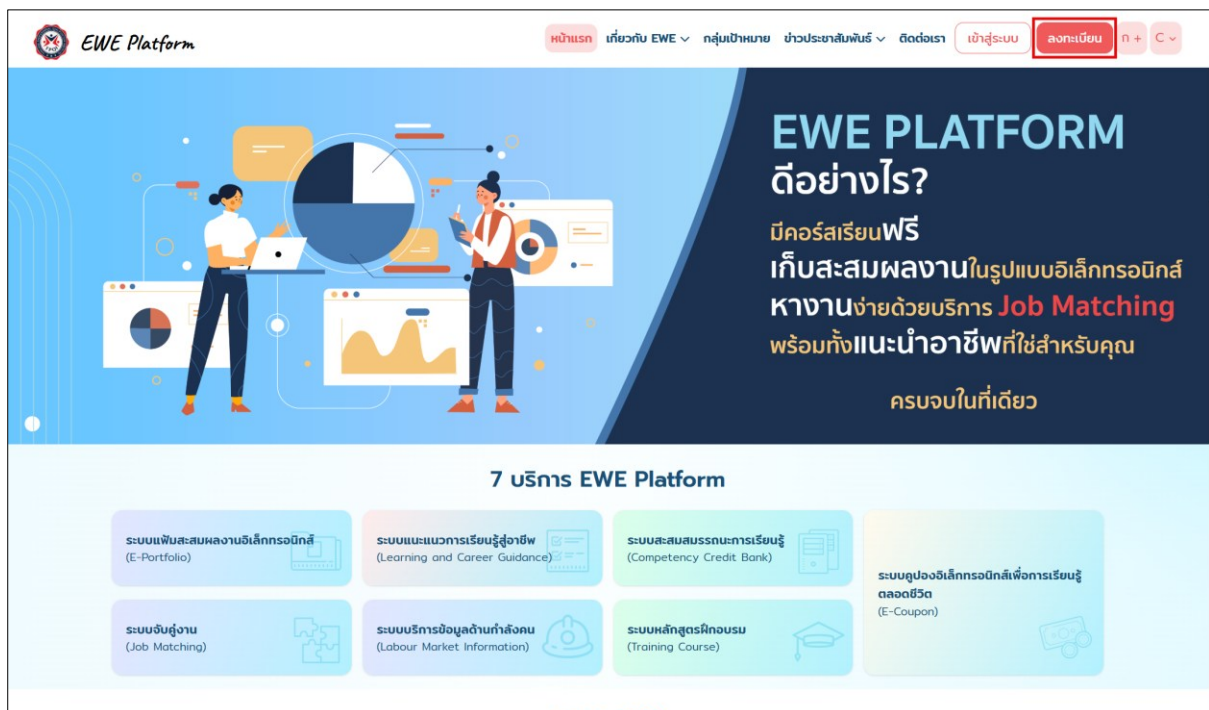 EWE Platform
หน้าแรก เกี่ยวกับ EWE กลุ่มเป้าหมาย ข่าวประชาสัมพันธ์ ติดต่อเรา เข้าสู่ระบบ ลงทะเบียน ก + C
EWE PLATFORM
ดีอย่างไร?
มีคอร์สเรียนฟรี
เก็บสะสมผลงานในรูปแบบอิเล็กทรอนิกส์
หางานง่ายด้วยบริการ Job Matching
พร้อมทั้งแนะนำอาชีพที่ใช่สำหรับคุณ
ครบจบในที่เดียว
7 บริการ EWE Platform
ระบบแฟ้มสะสมผลงานอิเล็กทรอนิกส์
(E-Portfolio)
ระบบแนะแนวการเรียนรู้สู่อาชีพ
(Learning and Career Guidance)
ระบบสะสมสมรรถนะการเรียนรู้
(Competency Credit Bank)
ระบบคูปองอิเล็กทรอนิกส์เพื่อการเรียนรู้
ตลอดชีวิต
(E-Coupon)
ระบบจับคู่งาน
(Job Matching)
ระบบบริการข้อมูลด้านกำลังคน
(Labour Market Information)
ระบบหลักสูตรฝึกอบรม
(Training Course)